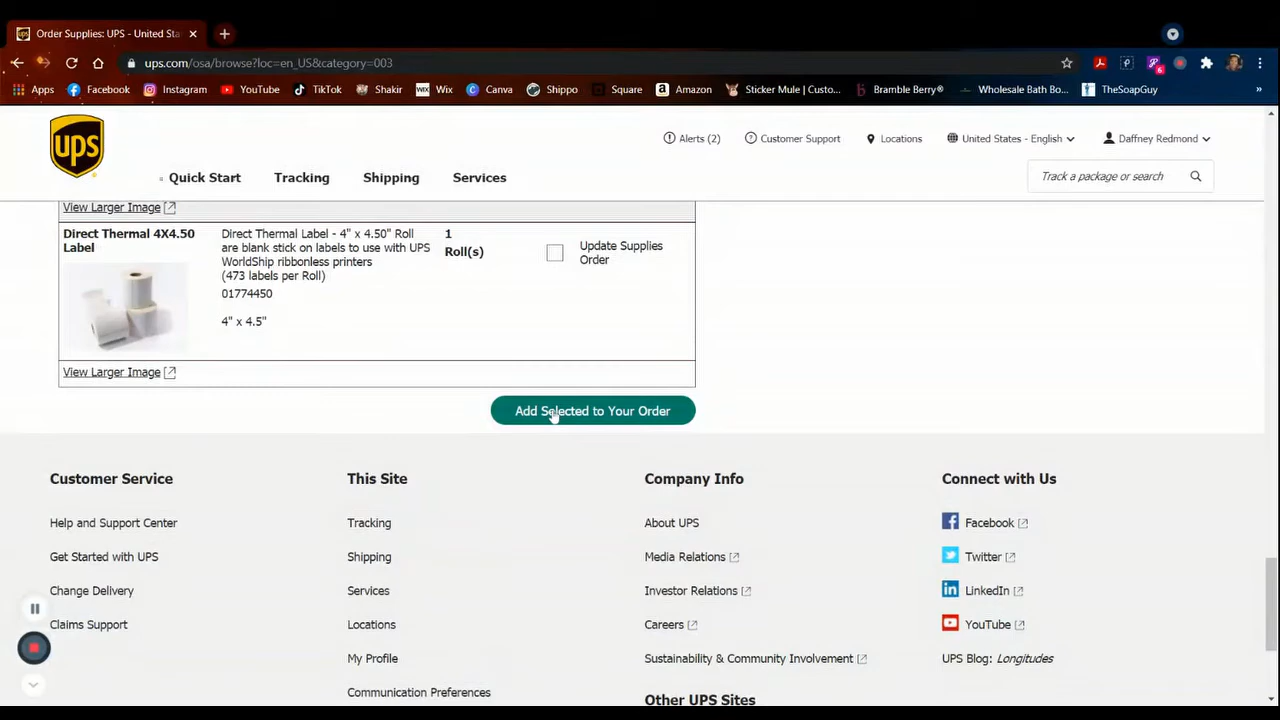 Order Supplies: UPS - United Sta
ups.com/osa/browse?loc=en_US&category=003
6
Apps Facebook Instagram YouTube TikTok Shakir Wix Canva Shippo Square Amazon Sticker Mule | Custo... Bramble Berry® Wholesale Bath Bo... TheSoapGuy »
ups
Alerts (2) Customer Support Locations United States - English Daffney Redmond
Quick Start Tracking Shipping Services
Track a package or search
View Larger Image
Direct Thermal 4X4.50
Label
Direct Thermal Label - 4" x 4.50" Roll
are blank stick on labels to use with UPS
WorldShip ribbonless printers
(473 labels per Roll)
01774450
4" x 4.5"
1
Roll(s)
Update Supplies
Order
View Larger Image
Add Selected to Your Order
Customer Service
Help and Support Center
Get Started with UPS
Change Delivery
Claims Support
This Site
Tracking
Shipping
Services
Locations
My Profile
Communication Preferences
Company Info
About UPS
Media Relations
Investor Relations
Careers
Sustainability & Community Involvement
Other UPS Sites
Connect with Us
Facebook
Twitter
LinkedIn
YouTube
UPS Blog: Longitudes